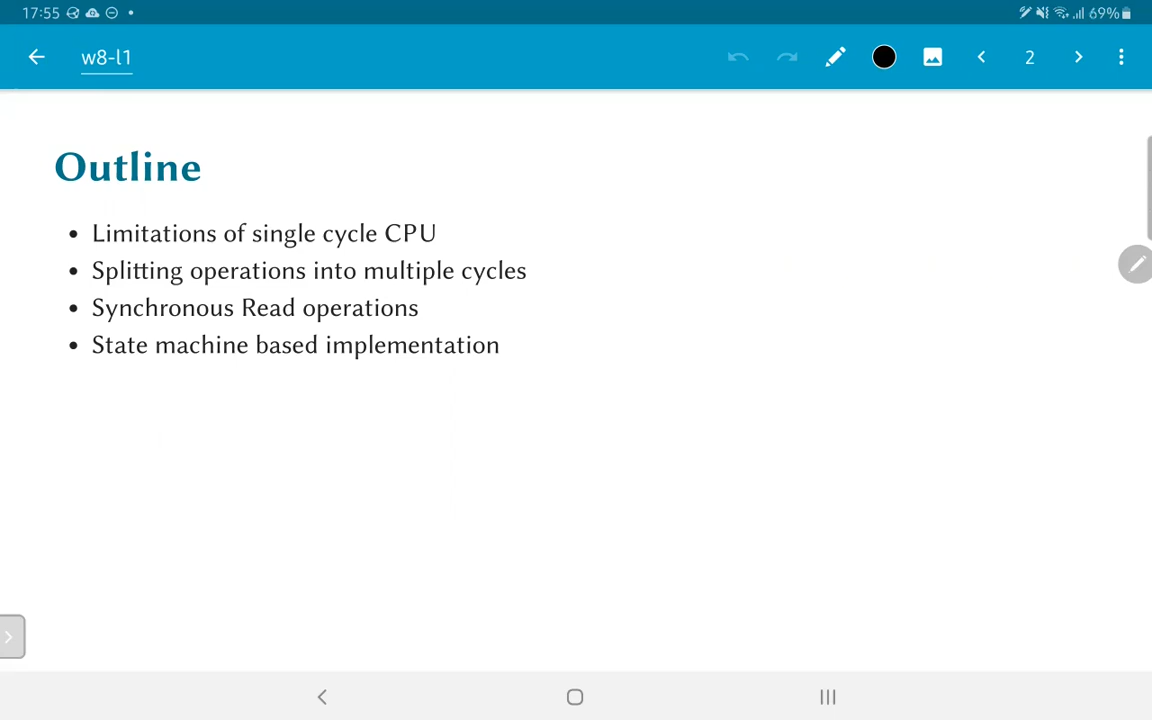 17:55 69%
w8-l1 2
Outline
• Limitations of single cycle CPU
• Splitting operations into multiple cycles
• Synchronous Read operations
• State machine based implementation